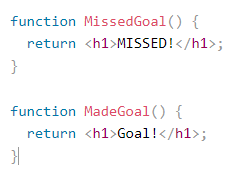 function MissedGoal() {
  return <h1>MISSED!</h1>;
}

function MadeGoal() {
  return <h1>Goal!</h1>;
}